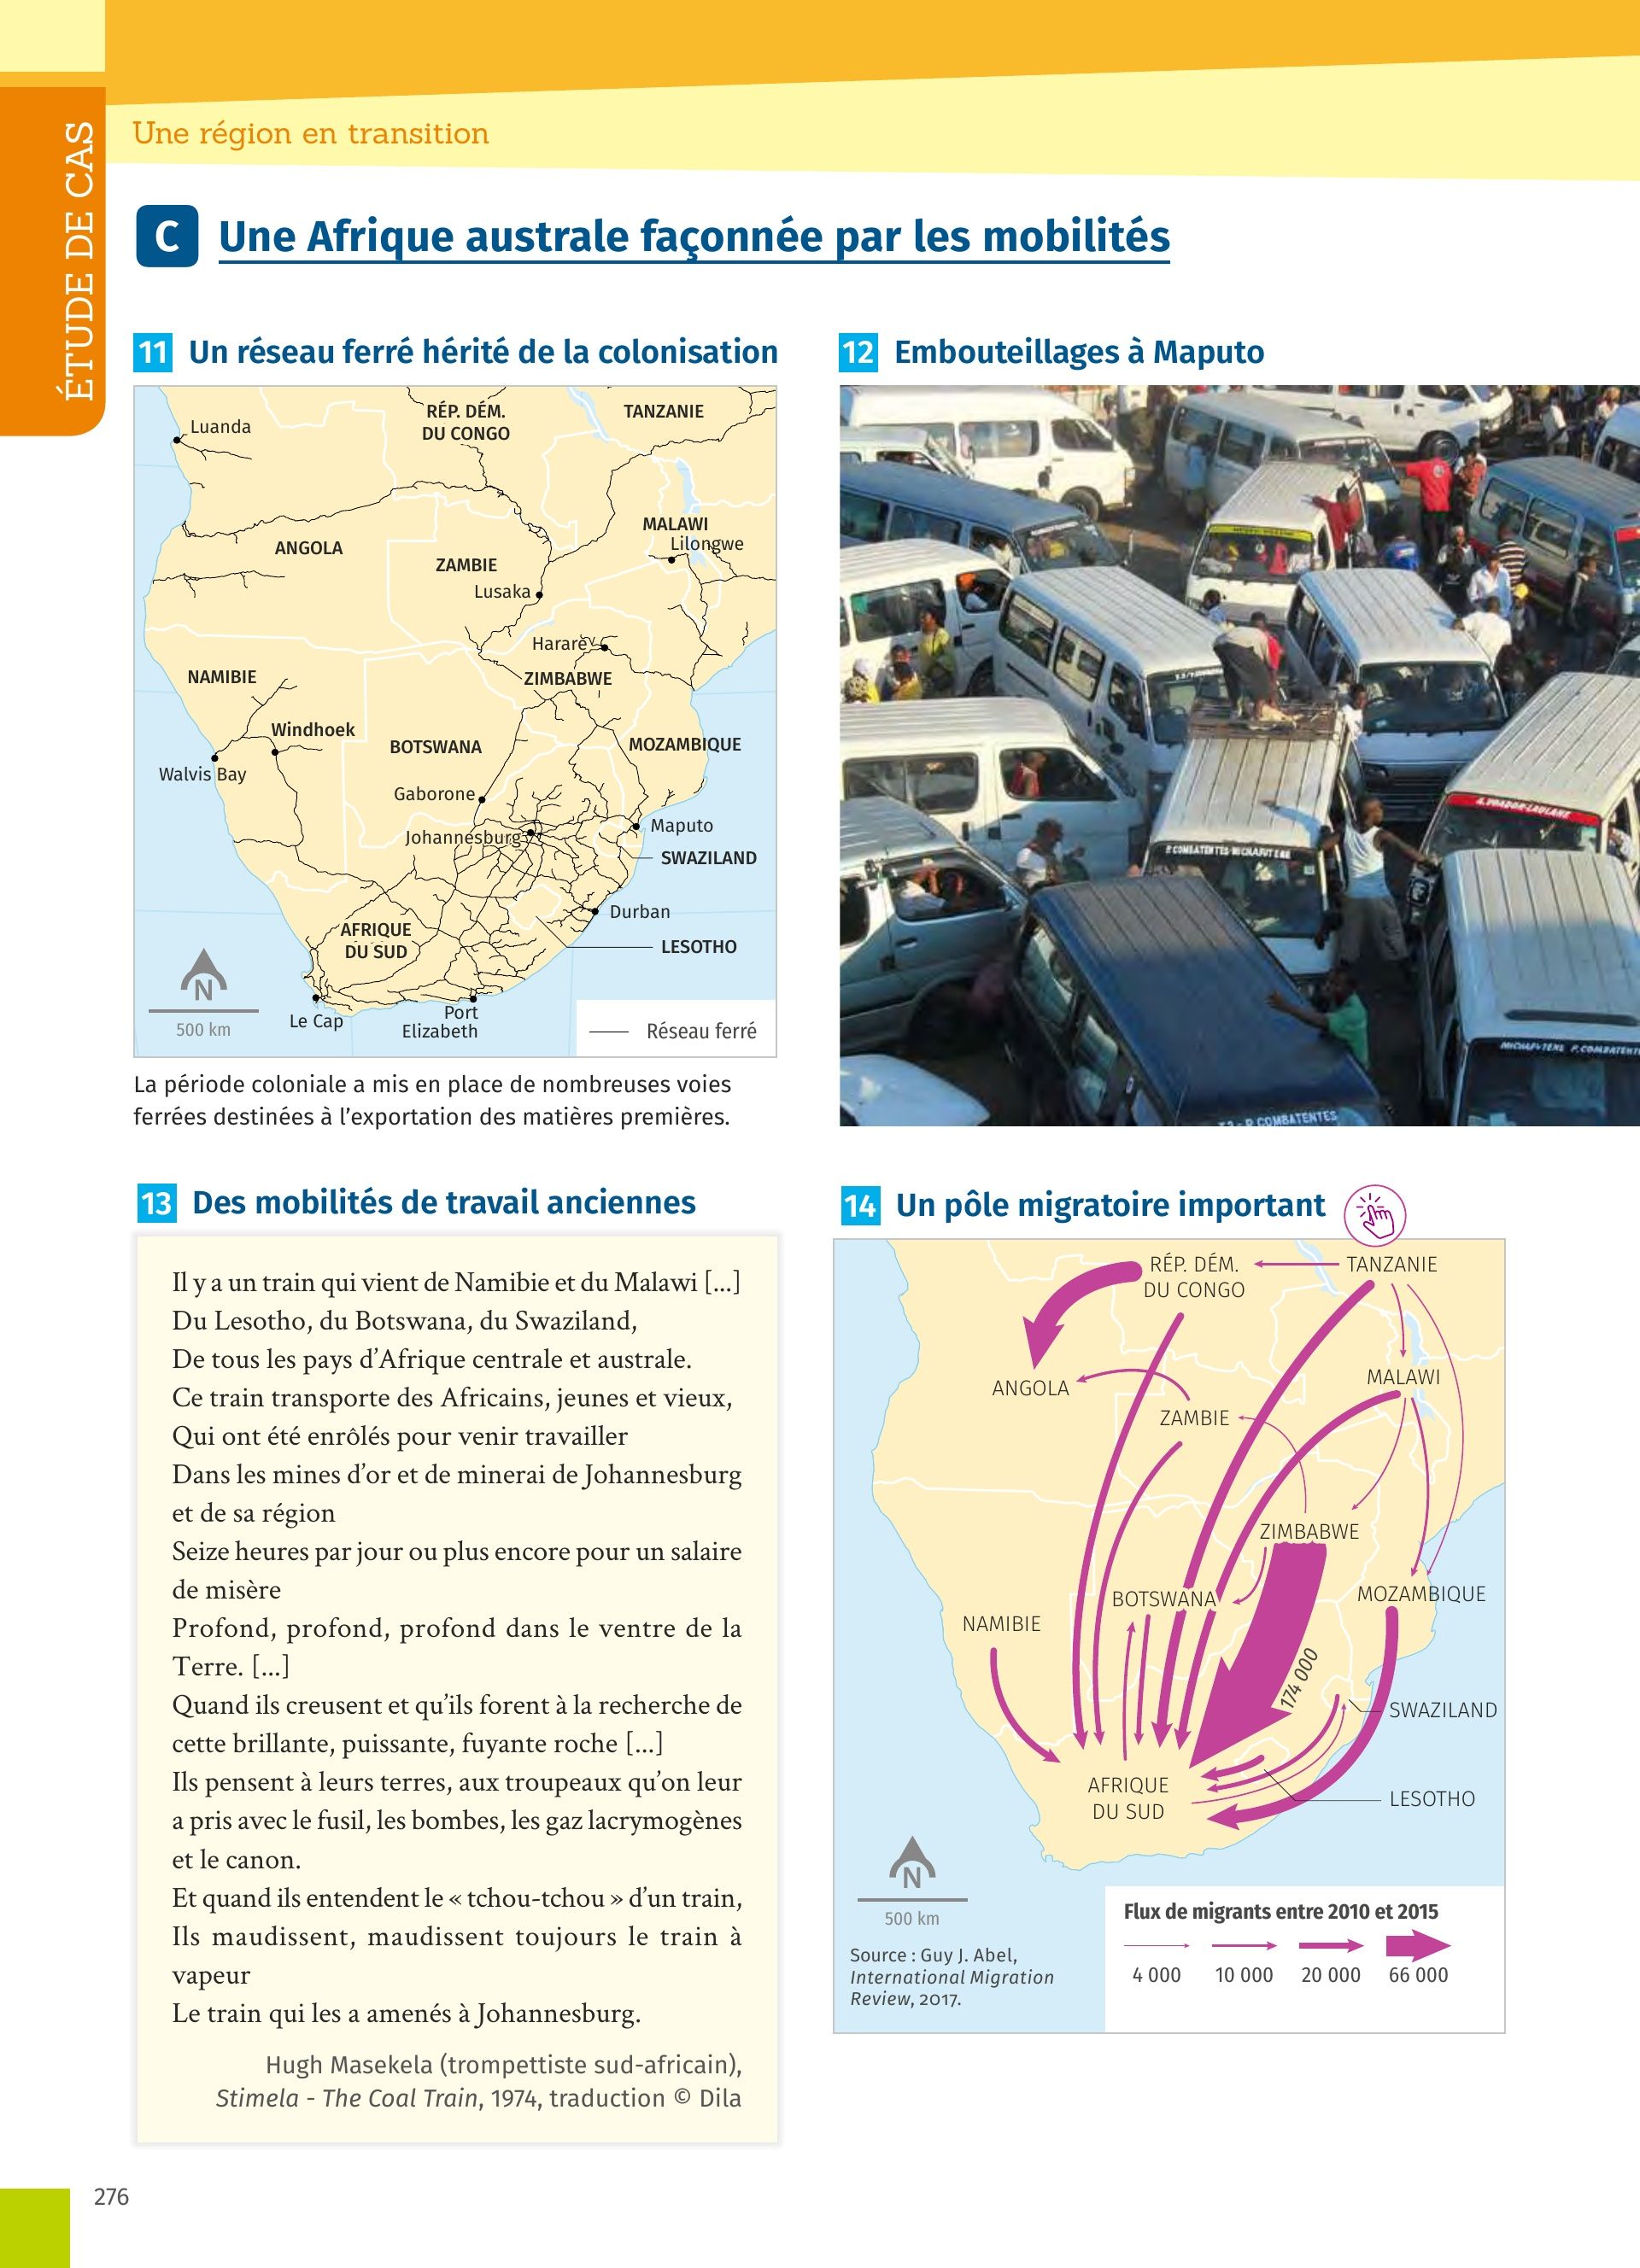 ÉTUDE DE CAS
Une région en transition
C Une Afrique australe façonnée par les mobilités
11 Un réseau ferré hérité de la colonisation
Luanda
RÉP. DÉM.
DU CONGO
TANZANIE
ANGOLA
ZAMBIE
MALAWI
Lilongwe
Lusaka
Harare
NAMIBIE
ZIMBABWE
Windhoek
BOTSWANA
MOZAMBIQUE
Walvis Bay
Gaborone
Johannesburg
Maputo
SWAZILAND
Durban
AFRIQUE
DU SUD
LESOTHO
N
500 km
Le Cap
Port
Elizabeth
Réseau ferré
La période coloniale a mis en place de nombreuses voies
ferrées destinées à l'exportation des matières premières.
12 Embouteillages à Maputo
P. COMBATENTES-MICHAFUTENE
P. COMBATENTES
13 Des mobilités de travail anciennes
Il y a un train qui vient de Namibie et du Malawi [...]
Du Lesotho, du Botswana, du Swaziland,
De tous les pays d'Afrique centrale et australe.
Ce train transporte des Africains, jeunes et vieux,
Qui ont été enrôlés pour venir travailler
Dans les mines d'or et de minerai de Johannesburg
et de sa région
Seize heures par jour ou plus encore pour un salaire
de misère
Profond, profond, profond dans le ventre de la
Terre. [...]
Quand ils creusent et qu'ils forent à la recherche de
cette brillante, puissante, fuyante roche [...]
Ils pensent à leurs terres, aux troupeaux qu'on leur
a pris avec le fusil, les bombes, les gaz lacrymogènes
et le canon.
Et quand ils entendent le « tchou-tchou » d'un train,
Ils maudissent, maudissent toujours le train à
vapeur
Le train qui les a amenés à Johannesburg.
Hugh Masekela (trompettiste sud-africain),
Stimela - The Coal Train, 1974, traduction © Dila
14 Un pôle migratoire important
RÉP. DÉM.
DU CONGO
TANZANIE
ANGOLA
MALAWI
ZAMBIE
ZIMBABWE
BOTSWANA
MOZAMBIQUE
NAMIBIE
174 000
SWAZILAND
AFRIQUE
DU SUD
LESOTHO
N
500 km
Source : Guy J. Abel,
International Migration
Review, 2017.
Flux de migrants entre 2010 et 2015
4 000 10 000 20 000 66 000
276